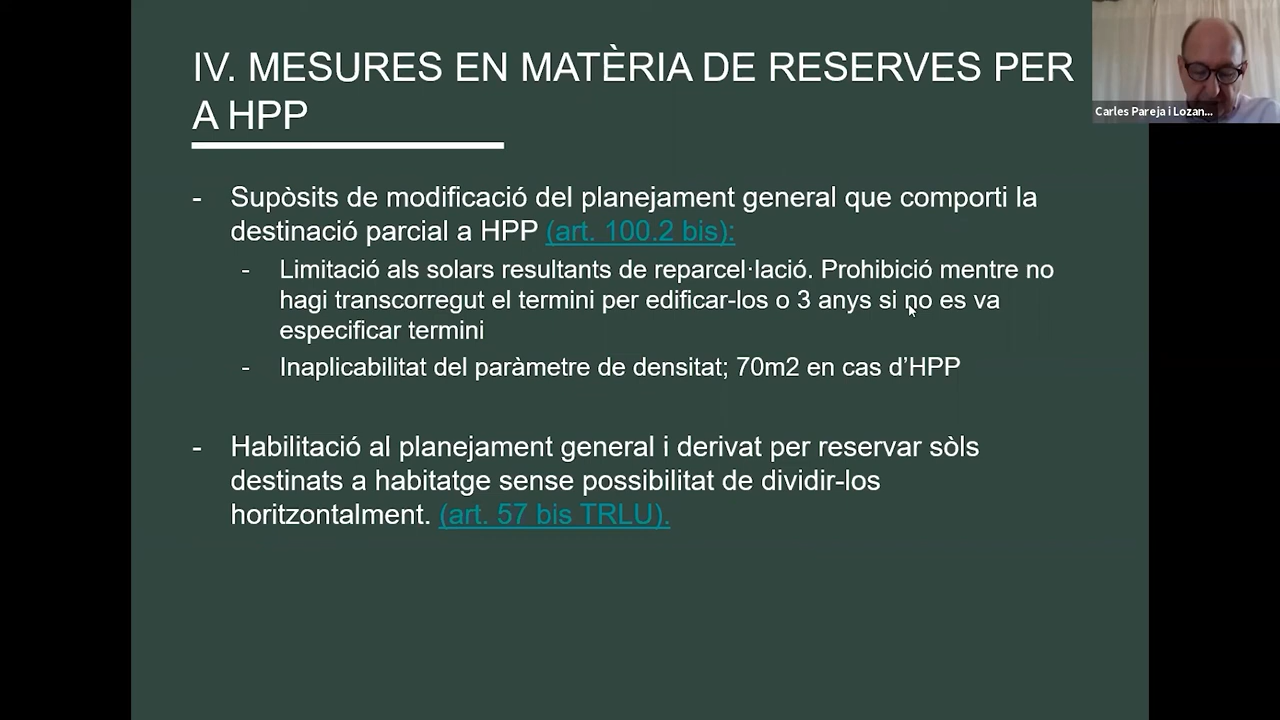 IV. MESURES EN MATÈRIA DE RESERVES PER
A HPP
- Supòsits de modificació del planejament general que comporti la
destinació parcial a HPP (art. 100.2 bis):
- Limitació als solars resultants de reparcel·lació. Prohibició mentre no
hagi transcorregut el termini per edificar-los o 3 anys si no es va
especificar termini
- Inaplicabilitat del paràmetre de densitat; 70m2 en cas d’HPP
- Habilitació al planejament general i derivat per reservar sòls
destinats a habitatge sense possibilitat de dividir-los
horitzontalment. (art. 57 bis TRLU).
Carles Pareja i Lozan...